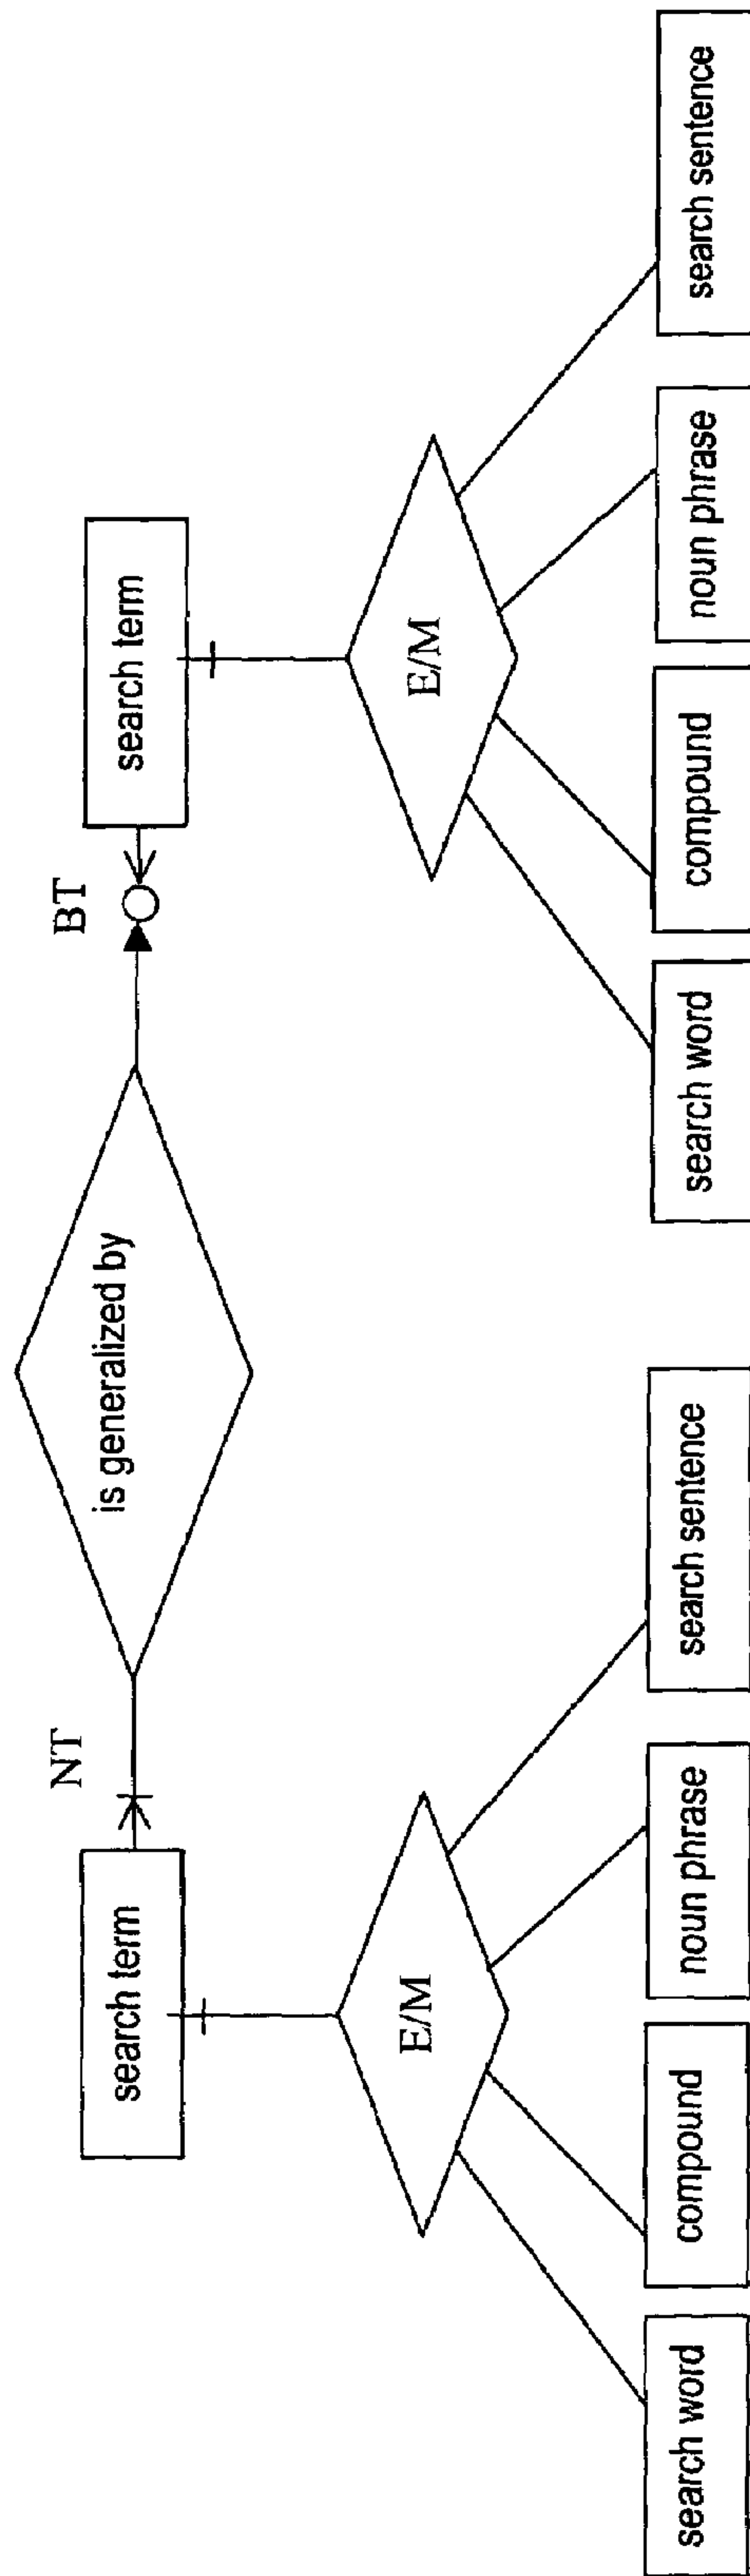 NT
BT
search term
is generalized by
search term
E/M
E/M
search word
compound
noun phrase
search sentence
search word
compound
noun phrase
search sentence